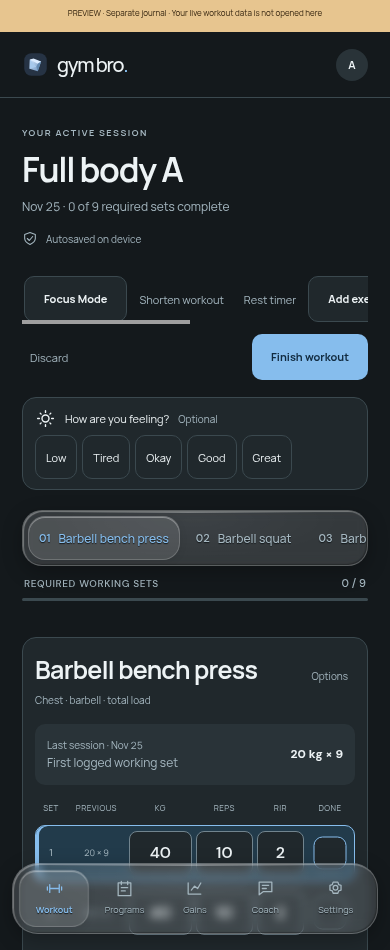 PREVIEW · Separate journal · Your live workout data is not opened here
gym bro.
A
YOUR ACTIVE SESSION
Full body A
Nov 25 · 0 of 9 required sets complete
Autosaved on device
Focus Mode Shorten workout Rest timer Add exe
Discard Finish workout
How are you feeling? Optional
Low Tired Okay Good Great
01 Barbell bench press 02 Barbell squat 03 Barb
REQUIRED WORKING SETS 0 / 9
Barbell bench press Options
Chest · barbell · total load
Last session · Nov 25
First logged working set 20 kg × 9
SET PREVIOUS KG REPS RIR DONE
1 20 × 9 40 10 2
Workout Programs Gains Coach Settings